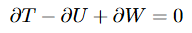 ∂T − ∂U + ∂W = 0